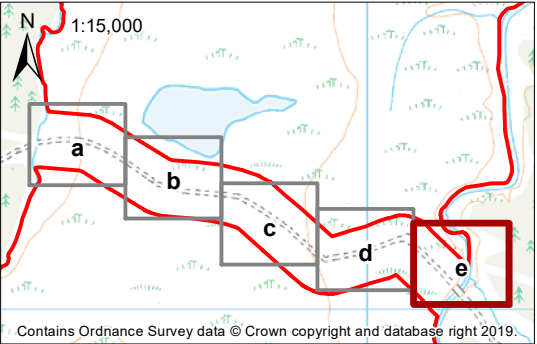 N
1:15,000
a
b
c
d
e
Contains Ordnance Survey data © Crown copyright and database right 2019.